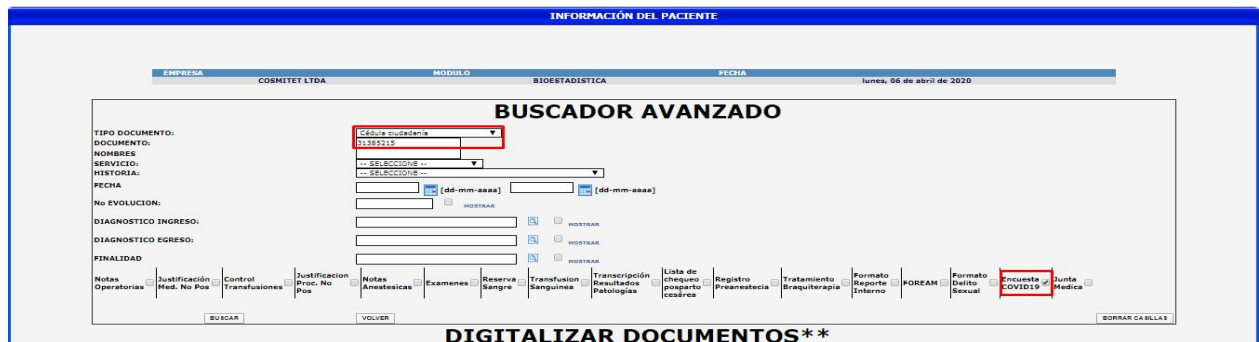 INFORMACIÓN DEL PACIENTE
EMPRESA MODULO FECHA
COSMITET LTDA BIOESTADISTICA lunes, 06 de abril de 2020
BUSCADOR AVANZADO
TIPO DOCUMENTO: Cédula ciudadanía
DOCUMENTO: 31385215
NOMBRES
SERVICIO: -- SELECCIONE --
HISTORIA: -- SELECCIONE --
FECHA [dd-mm-aaaa] [dd-mm-aaaa]
No EVOLUCION: MOSTRAR
DIAGNOSTICO INGRESO: MOSTRAR
DIAGNOSTICO EGRESO: MOSTRAR
FINALIDAD MOSTRAR
Notas Operatorias
Justificación Med. No Pos
Control Transfusiones
Justificacion Proc. No Pos
Notas Anestesicas
Examenes
Reserva Sangre
Transfusion Sanguinea
Transcripción Resultados Patologías
Lista de chequeo posparto cesárea
Registro Preanestecia
Tratamiento Braquiterapia
Formato Reporte Interno
FOREAM
Formato Delito Sexual
Encuesta COVID19
Junta Medica
BUSCAR VOLVER BORRAR CASILLAS
DIGITALIZAR DOCUMENTOS**